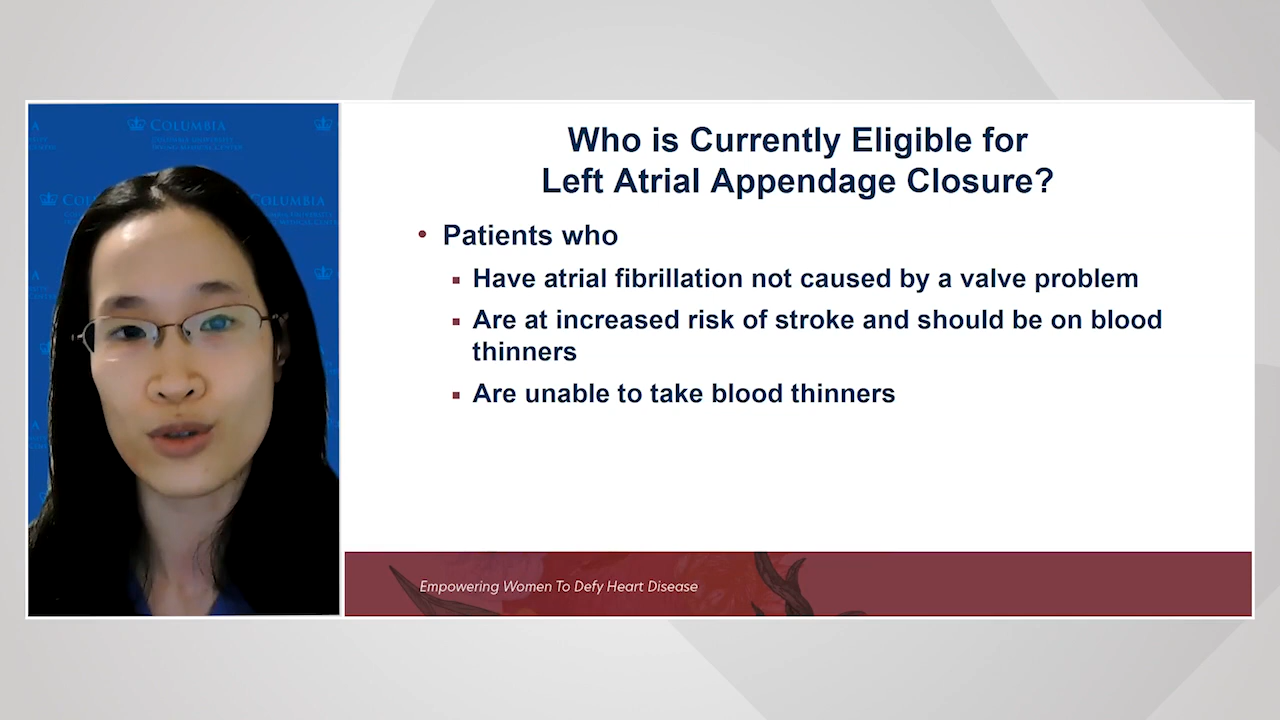 COLUMBIA
COLUMBIA
Who is Currently Eligible for
Left Atrial Appendage Closure?
• Patients who
▪ Have atrial fibrillation not caused by a valve problem
▪ Are at increased risk of stroke and should be on blood
thinners
▪ Are unable to take blood thinners
Empowering Women To Defy Heart Disease